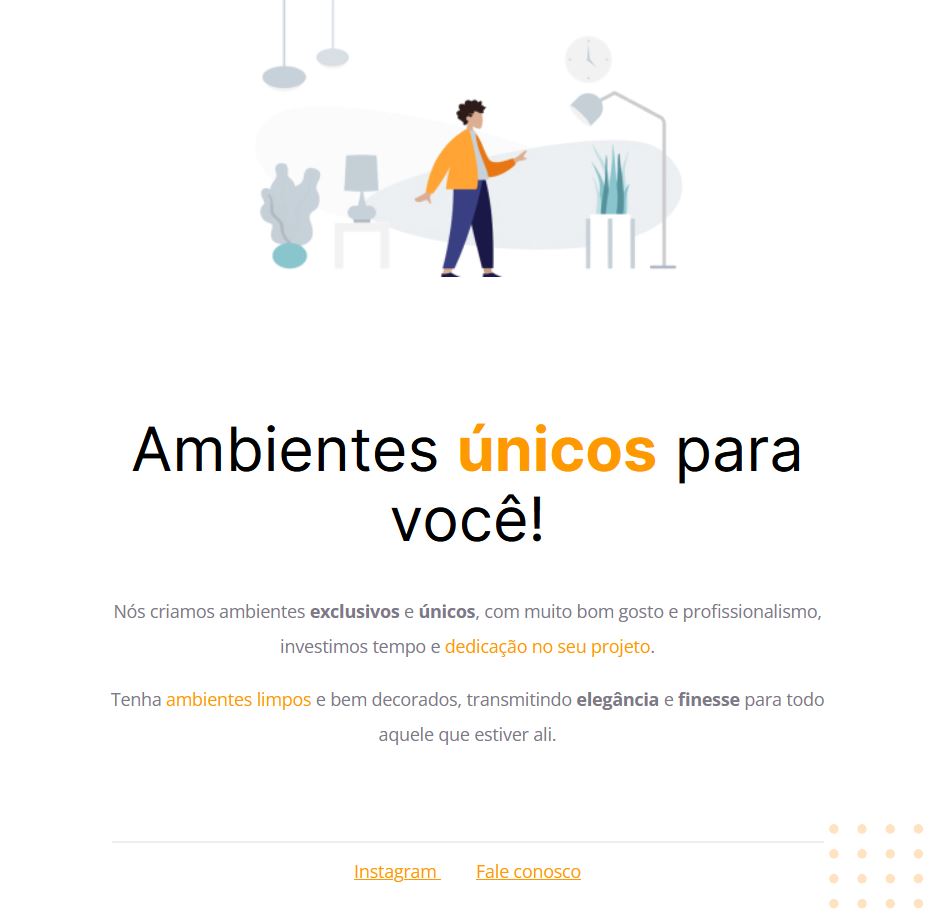 Ambientes únicos para
você!
Nós criamos ambientes exclusivos e únicos, com muito bom gosto e profissionalismo,
investimos tempo e dedicação no seu projeto.
Tenha ambientes limpos e bem decorados, transmitindo elegância e finesse para todo
aquele que estiver ali.
Instagram Fale conosco